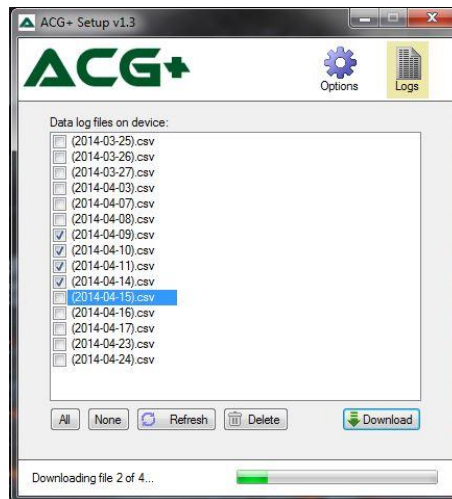 ACG+ Setup v1.3
ACG+
Options
Logs
Data log files on device:
(2014-03-25).csv
(2014-03-26).csv
(2014-03-27).csv
(2014-04-03).csv
(2014-04-07).csv
(2014-04-08).csv
(2014-04-09).csv
(2014-04-10).csv
(2014-04-11).csv
(2014-04-14).csv
(2014-04-15).csv
(2014-04-16).csv
(2014-04-17).csv
(2014-04-23).csv
(2014-04-24).csv
All None Refresh Delete Download
Downloading file 2 of 4...